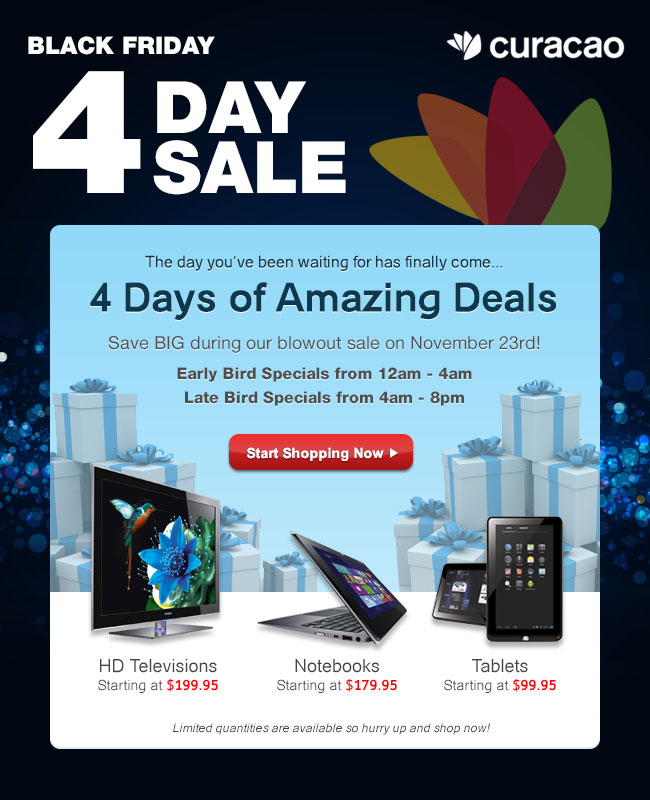 BLACK FRIDAY
curacao
4 DAY
SALE
The day you've been waiting for has finally come...
4 Days of Amazing Deals
Save BIG during our blowout sale on November 23rd!
Early Bird Specials from 12am - 4am
Late Bird Specials from 4am - 8pm
Start Shopping Now
HD Televisions
Starting at $199.95
Notebooks
Starting at $179.95
Tablets
Starting at $99.95
Limited quantities are available so hurry up and shop now!